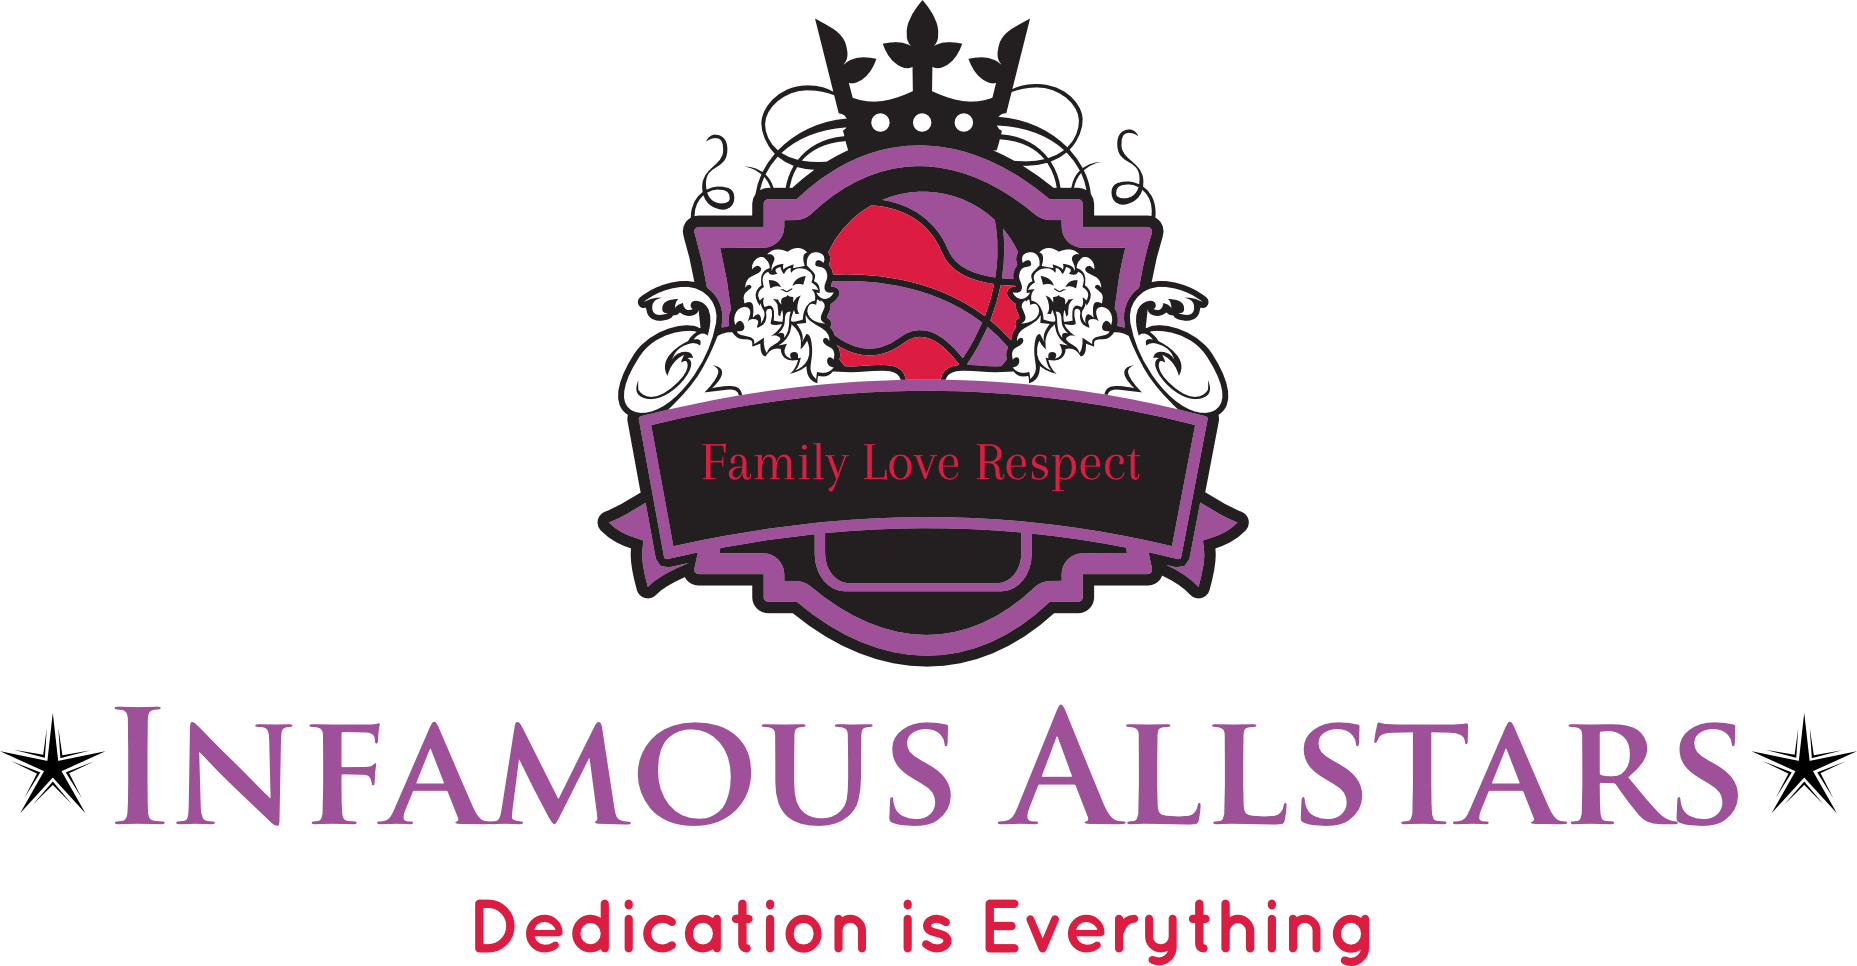 Family Love Respect
INFAMOUS ALLSTARS
Dedication is Everything